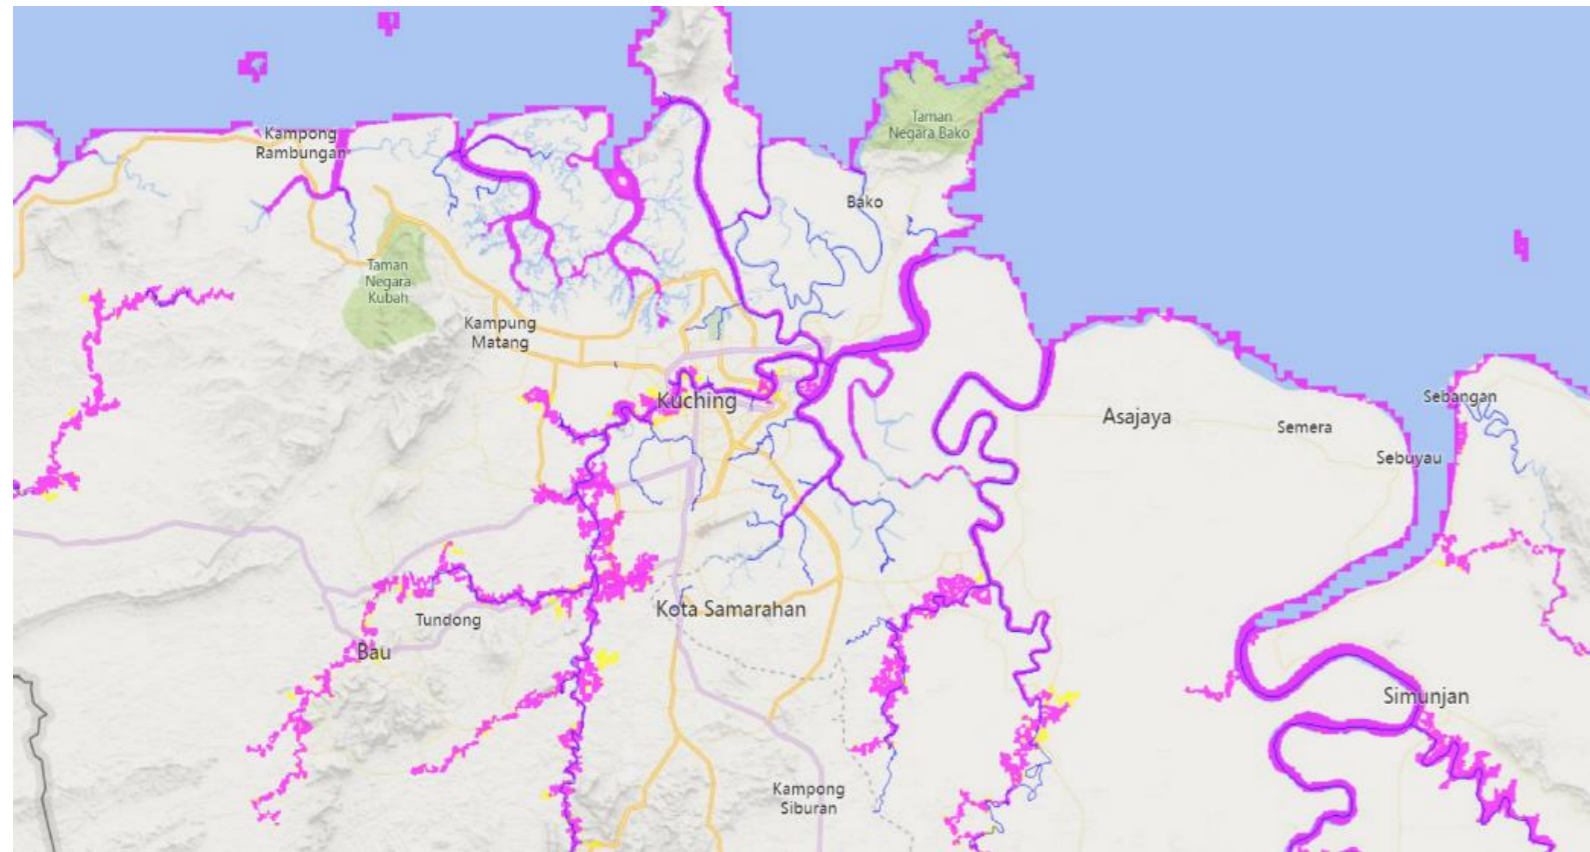 Kampong
Rambungan
Taman
Negara Bako
Bako
Taman
Negara
Kubah
Kampung
Matang
Kuching
Asajaya
Sebangan
Semera
Sebuyau
Kota Samarahan
Tundong
Bau
Simunjan
Kampong
Siburan